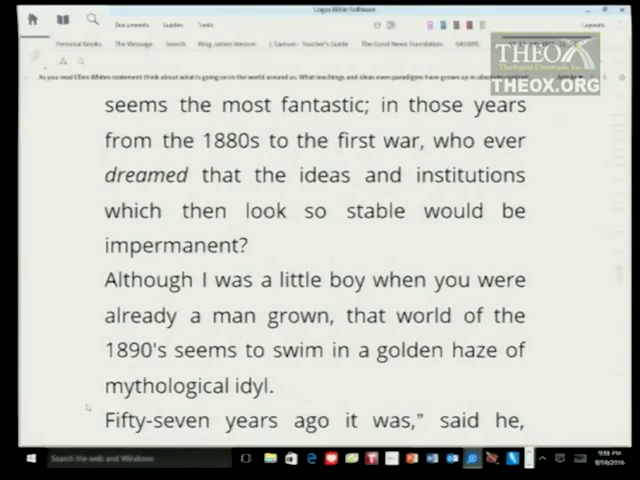 Logos Bible Software
Documents Guides Tools Layouts
Personal Books The Message Search King James Version 1 Samuel - Teacher's Guide The Good News Translation NASB95
THEOX
THEOX.ORG
As you read Ellen Whites statement think about what is going on in the world around us. What teachings and ideas even paradigms have grown up in
seems the most fantastic; in those years
from the 1880s to the first war, who ever
dreamed that the ideas and institutions
which then look so stable would be
impermanent?
Although I was a little boy when you were
already a man grown, that world of the
1890's seems to swim in a golden haze of
mythological idyl.
Fifty-seven years ago it was," said he,
Search the web and Windows
9:98 PM